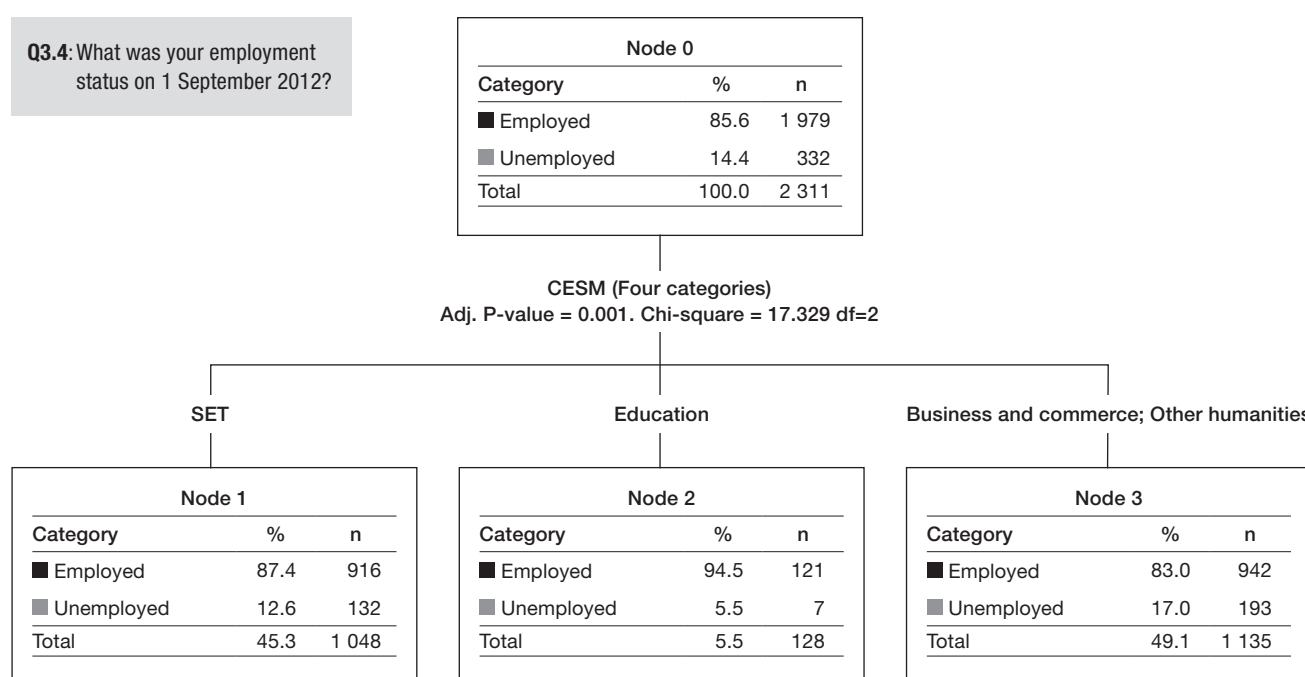 Q3.4: What was your employment
status on 1 September 2012?
Node 0
Category % n
Employed 85.6 1 979
Unemployed 14.4 332
Total 100.0 2 311
CESM (Four categories)
Adj. P-value = 0.001. Chi-square = 17.329 df=2
SET
Education
Business and commerce; Other humanities
Node 1
Category % n
Employed 87.4 916
Unemployed 12.6 132
Total 45.3 1 048
Node 2
Category % n
Employed 94.5 121
Unemployed 5.5 7
Total 5.5 128
Node 3
Category % n
Employed 83.0 942
Unemployed 17.0 193
Total 49.1 1 135